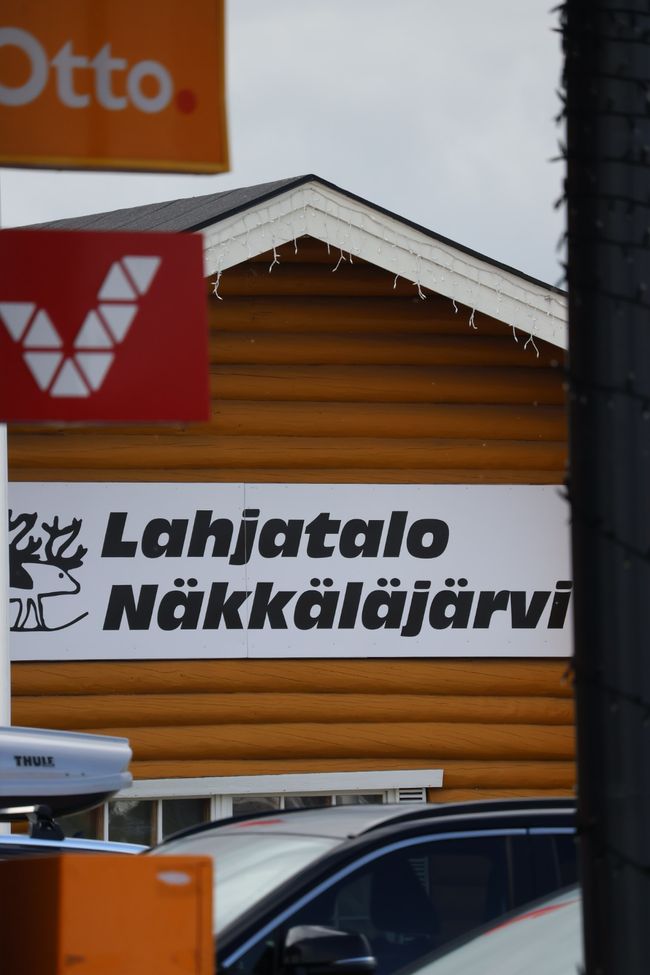 Otto.
Lahjatalo
Näkkäläjärvi
THULE